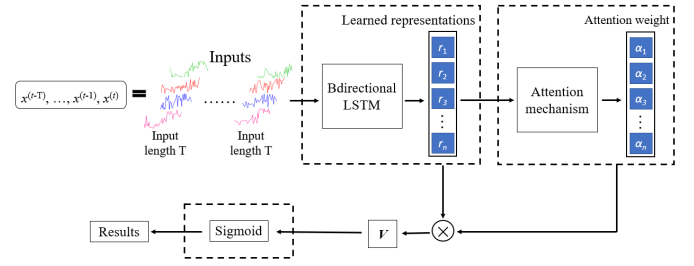 Learned representations
Attention weight
Inputs
x(t-T), …, x(t-1), x(t)
=
......
Input
length T
Input
length T
Bdirectional
LSTM
r1
r2
r3
⋮
rn
Attention
mechanism
α1
α2
α3
⋮
αn
Results
Sigmoid
V